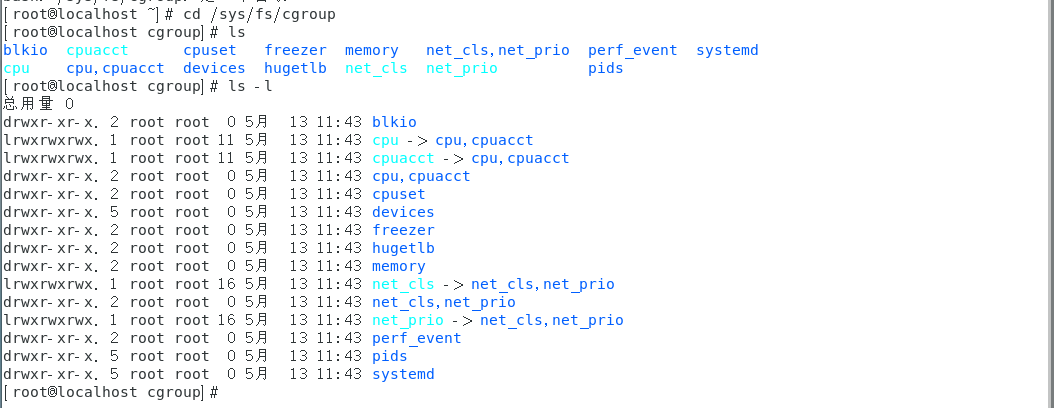 [root@localhost ~]# cd /sys/fs/cgroup
[root@localhost cgroup]# ls
blkio  cpuacct      cpuset   freezer  memory   net_cls,net_prio  perf_event  systemd
cpu    cpu,cpuacct  devices  hugetlb  net_cls  net_prio          pids
[root@localhost cgroup]# ls -l
总用量 0
drwxr-xr-x. 2 root root  0 5月  13 11:43 blkio
lrwxrwxrwx. 1 root root 11 5月  13 11:43 cpu -> cpu,cpuacct
lrwxrwxrwx. 1 root root 11 5月  13 11:43 cpuacct -> cpu,cpuacct
drwxr-xr-x. 2 root root  0 5月  13 11:43 cpu,cpuacct
drwxr-xr-x. 2 root root  0 5月  13 11:43 cpuset
drwxr-xr-x. 5 root root  0 5月  13 11:43 devices
drwxr-xr-x. 2 root root  0 5月  13 11:43 freezer
drwxr-xr-x. 2 root root  0 5月  13 11:43 hugetlb
drwxr-xr-x. 2 root root  0 5月  13 11:43 memory
lrwxrwxrwx. 1 root root 16 5月  13 11:43 net_cls -> net_cls,net_prio
drwxr-xr-x. 2 root root  0 5月  13 11:43 net_cls,net_prio
lrwxrwxrwx. 1 root root 16 5月  13 11:43 net_prio -> net_cls,net_prio
drwxr-xr-x. 2 root root  0 5月  13 11:43 perf_event
drwxr-xr-x. 5 root root  0 5月  13 11:43 pids
drwxr-xr-x. 5 root root  0 5月  13 11:43 systemd
[root@localhost cgroup]#